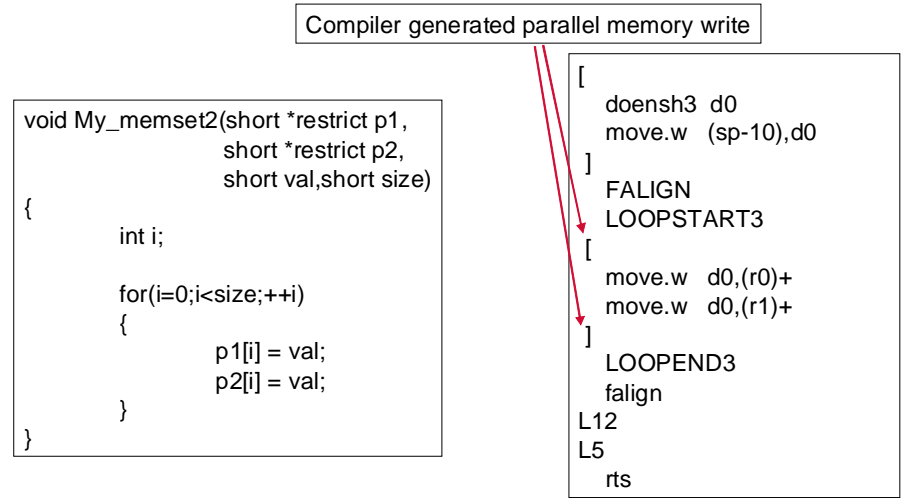 Compiler generated parallel memory write
void My_memset2(short *restrict p1,
short *restrict p2,
short val,short size)
{
int i;
for(i=0;i<size;++i)
{
p1[i] = val;
p2[i] = val;
}
}
[
doensh3 d0
move.w (sp-10),d0
]
FALIGN
LOOPSTART3
[
move.w d0,(r0)+
move.w d0,(r1)+
]
LOOPEND3
falign
L12
L5
rts